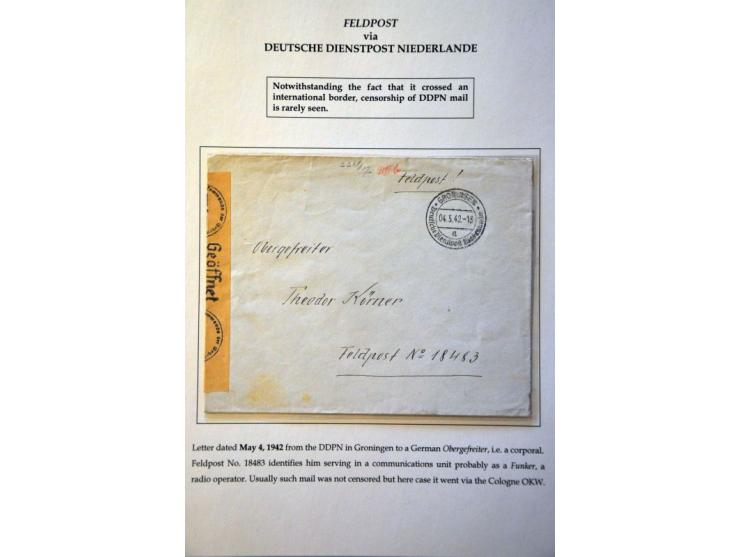 FELDPOST
via
DEUTSCHE DIENSTPOST NIEDERLANDE
Notwithstanding the fact that it crossed an
international border, censorship of DDPN mail
is rarely seen.
Feldpost!
GRONINGEN
04.5.42.-18
a
Deutsche Dienstpost Niederlande
Geöffnet
Obergefreiter
Theodor Körner
Feldpost Nº 18483
Letter dated May 4, 1942 from the DDPN in Groningen to a German Obergefreiter, i.e. a corporal.
Feldpost No. 18483 identifies him serving in a communications unit probably as a Funker, a
radio operator. Usually such mail was not censored but here case it went via the Cologne OKW.